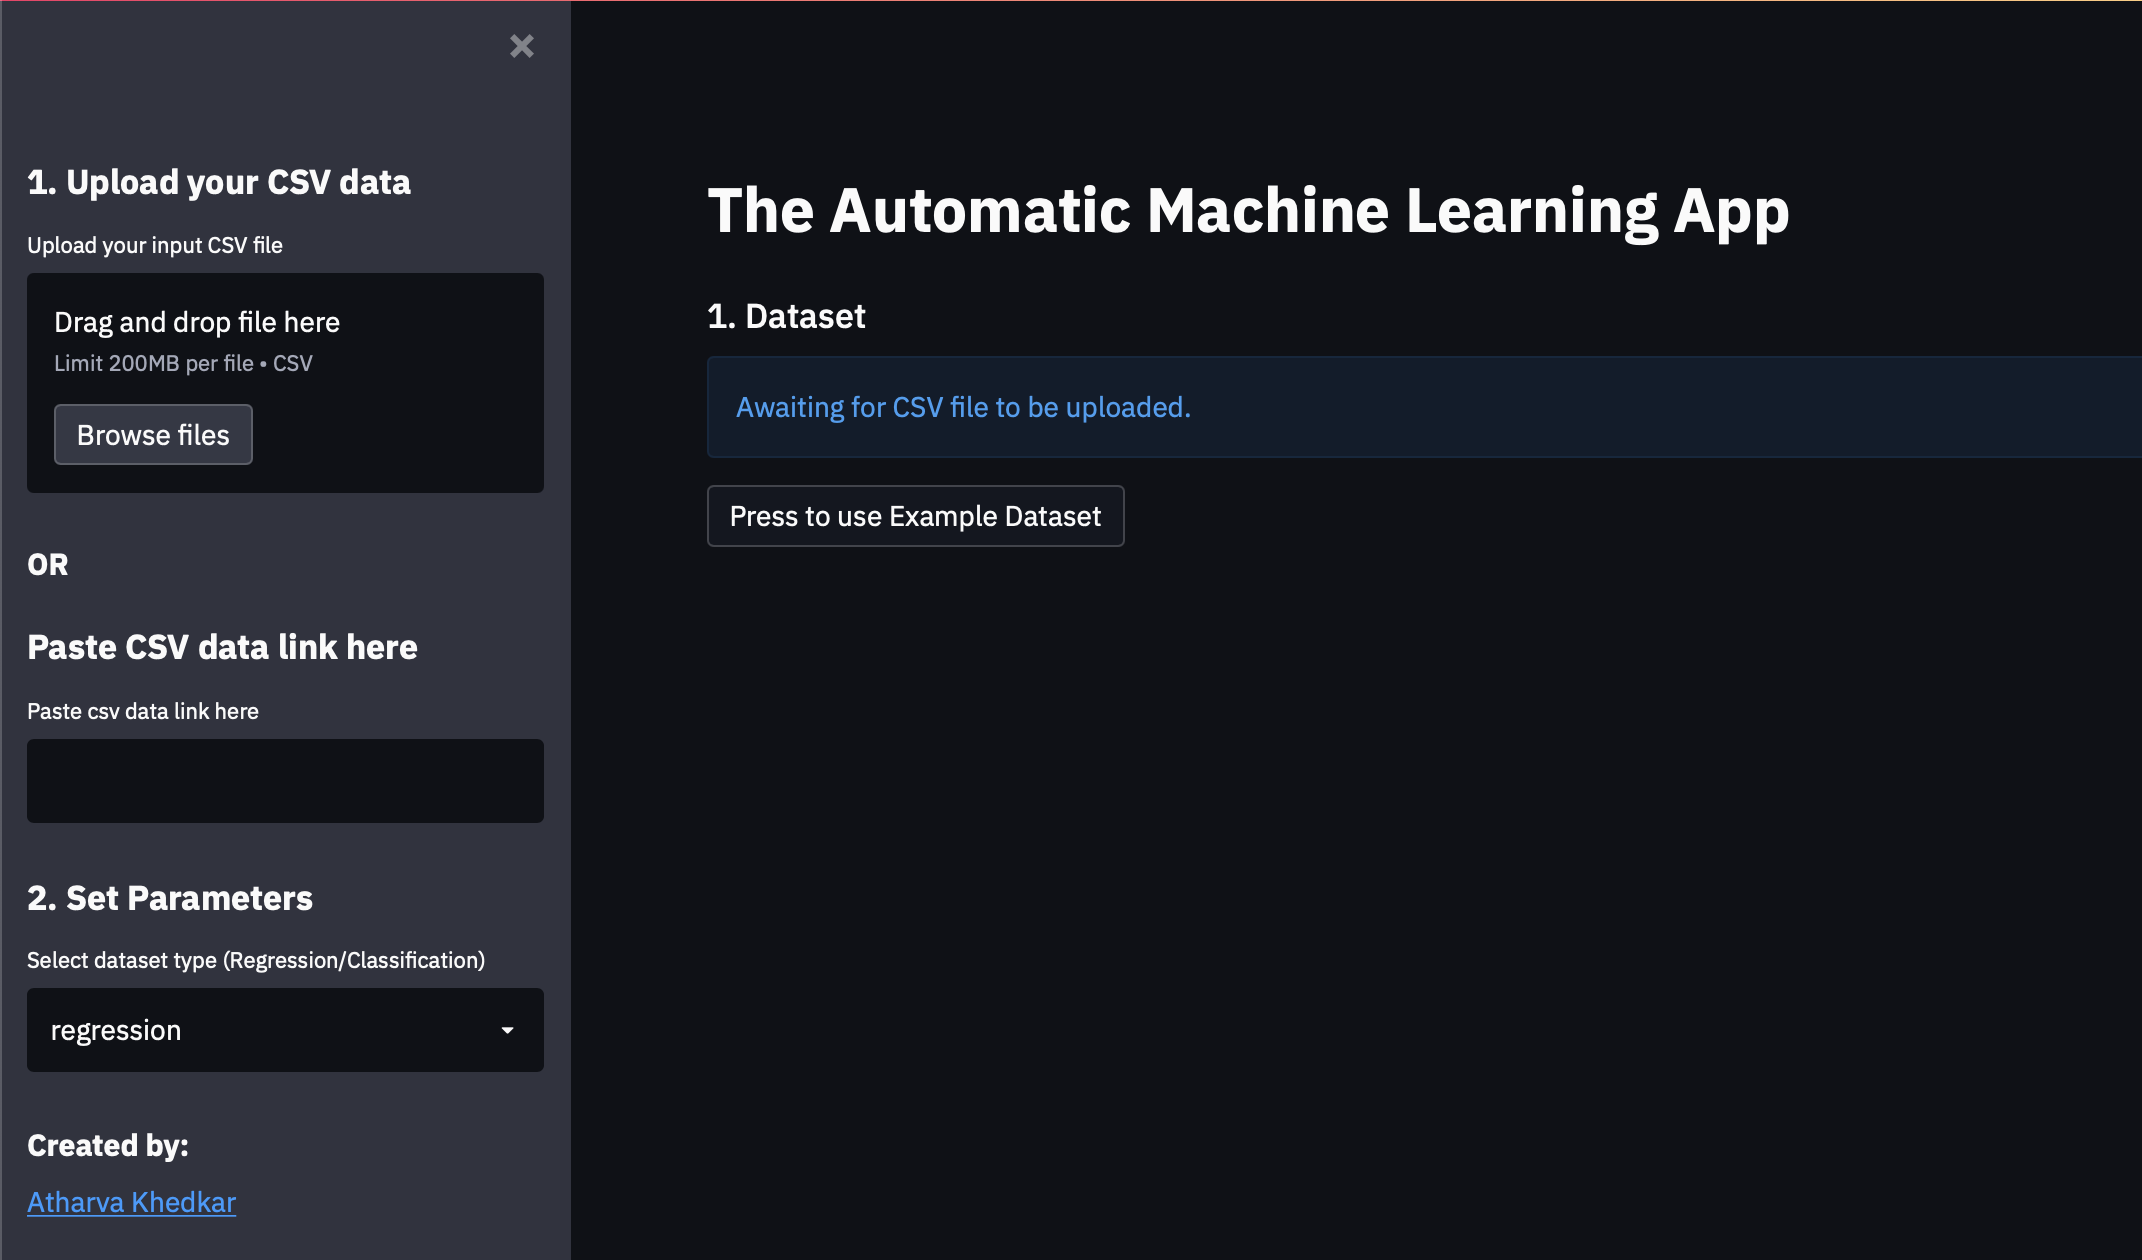 1. Upload your CSV data
Upload your input CSV file
Drag and drop file here
Limit 200MB per file • CSV
Browse files
OR
Paste CSV data link here
Paste csv data link here
2. Set Parameters
Select dataset type (Regression/Classification)
regression
Created by:
Atharva Khedkar
The Automatic Machine Learning App
1. Dataset
Awaiting for CSV file to be uploaded.
Press to use Example Dataset